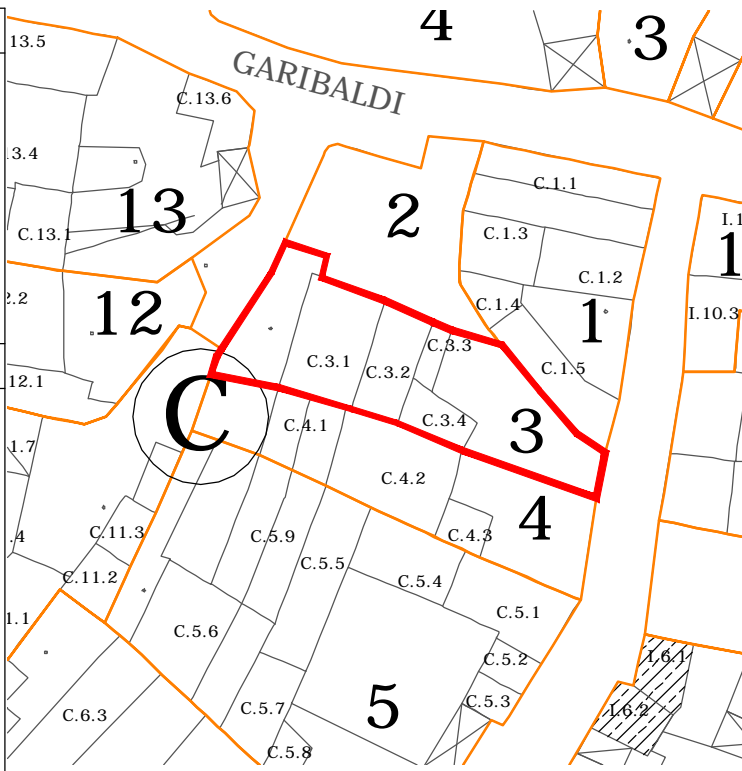 4
3
13.5
GARIBALDI
C.13.6
13.4
C.1.1
13
2
C.13.1
C.1.3
I.1
1
C.1.2
2.2
12
C.1.4
1
I.10.3
C.3.3
C.3.1
C.3.2
C.1.5
12.1
C
C.4.1
C.3.4
3
1.7
C.4.2
4
.4
C.11.3
C.5.9
C.4.3
C.5.5
C.11.2
C.5.4
1.1
C.5.1
C.5.6
C.5.2
I.6.1
C.6.3
C.5.7
5
C.5.3
I.6.2
C.5.8